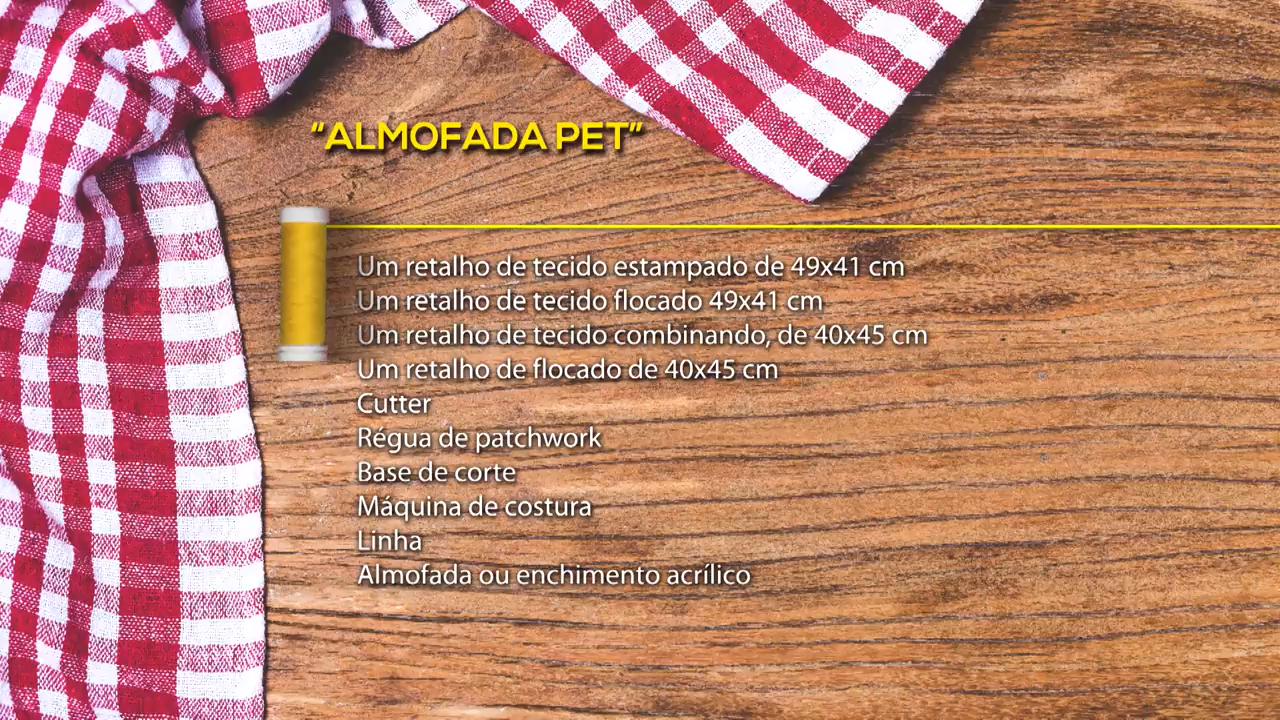 “ALMOFADA PET”
Um retalho de tecido estampado de 49x41 cm
Um retalho de tecido flocado 49x41 cm
Um retalho de tecido combinando, de 40x45 cm
Um retalho de flocado de 40x45 cm
Cutter
Régua de patchwork
Base de corte
Máquina de costura
Linha
Almofada ou enchimento acrílico